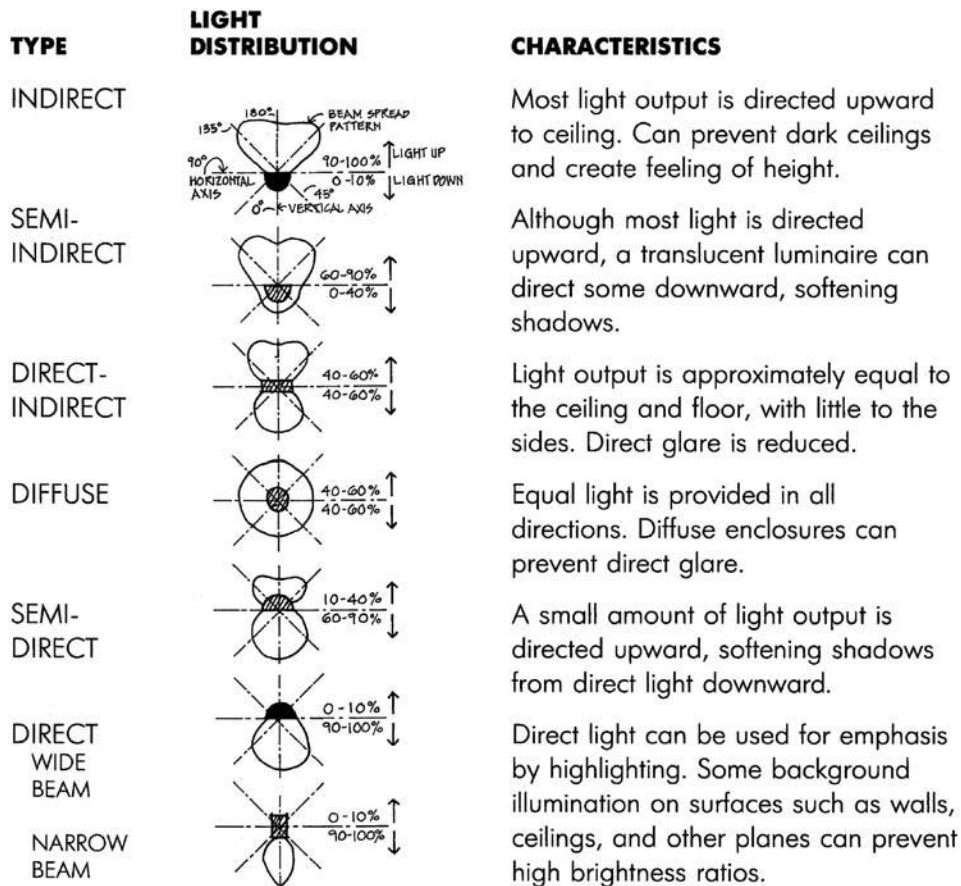 TYPE
LIGHT
DISTRIBUTION
CHARACTERISTICS
INDIRECT
180°
BEAM SPREAD
PATTERN
135°
90°
HORIZONTAL
AXIS
90-100%
LIGHT UP
0-10%
LIGHT DOWN
45°
0°
VERTICAL AXIS
Most light output is directed upward
to ceiling. Can prevent dark ceilings
and create feeling of height.
SEMI-
INDIRECT
60-90%
0-40%
Although most light is directed
upward, a translucent luminaire can
direct some downward, softening
shadows.
DIRECT-
INDIRECT
40-60%
40-60%
Light output is approximately equal to
the ceiling and floor, with little to the
sides. Direct glare is reduced.
DIFFUSE
40-60%
40-60%
Equal light is provided in all
directions. Diffuse enclosures can
prevent direct glare.
SEMI-
DIRECT
10-40%
60-90%
A small amount of light output is
directed upward, softening shadows
from direct light downward.
DIRECT
WIDE
BEAM
0-10%
90-100%
NARROW
BEAM
0-10%
90-100%
Direct light can be used for emphasis
by highlighting. Some background
illumination on surfaces such as walls,
ceilings, and other planes can prevent
high brightness ratios.